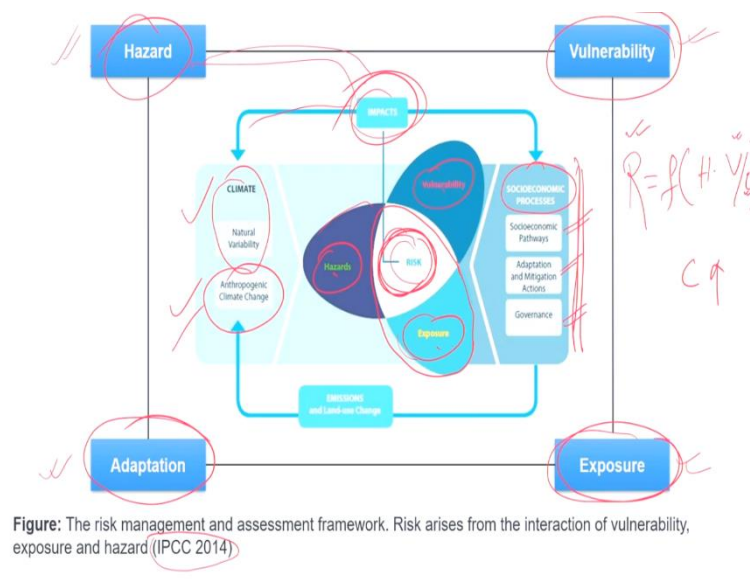 Hazard
Vulnerability
IMPACTS
CLIMATE
Natural
Variability
Anthropogenic
Climate Change
Vulnerability
Hazards
RISK
Exposure
SOCIOECONOMIC
PROCESSES
Socioeconomic
Pathways
Adaptation
and Mitigation
Actions
Governance
R=f(H.V/
EMISSIONS
and Land-use Change
Adaptation
Exposure
Figure: The risk management and assessment framework. Risk arises from the interaction of vulnerability,
exposure and hazard (IPCC 2014)